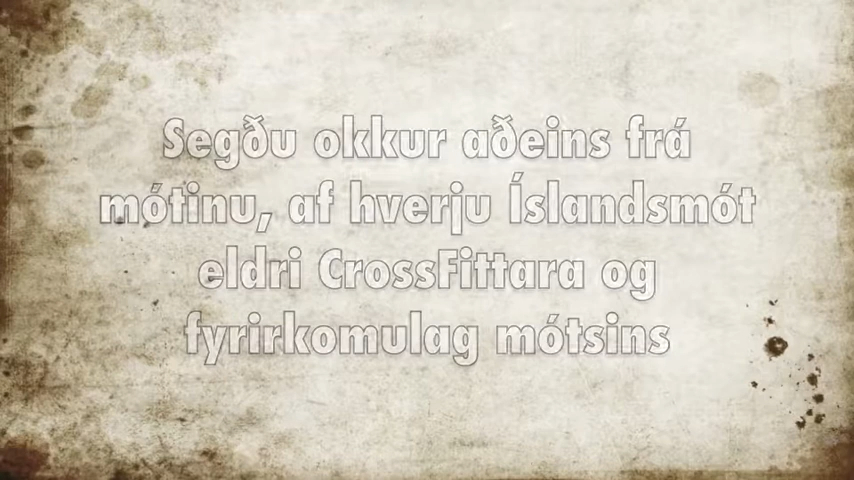 Segðu okkur aðeins frá
mótinu, af hverju Íslandsmót
eldri CrossFittara og
fyrirkomulag mótsins